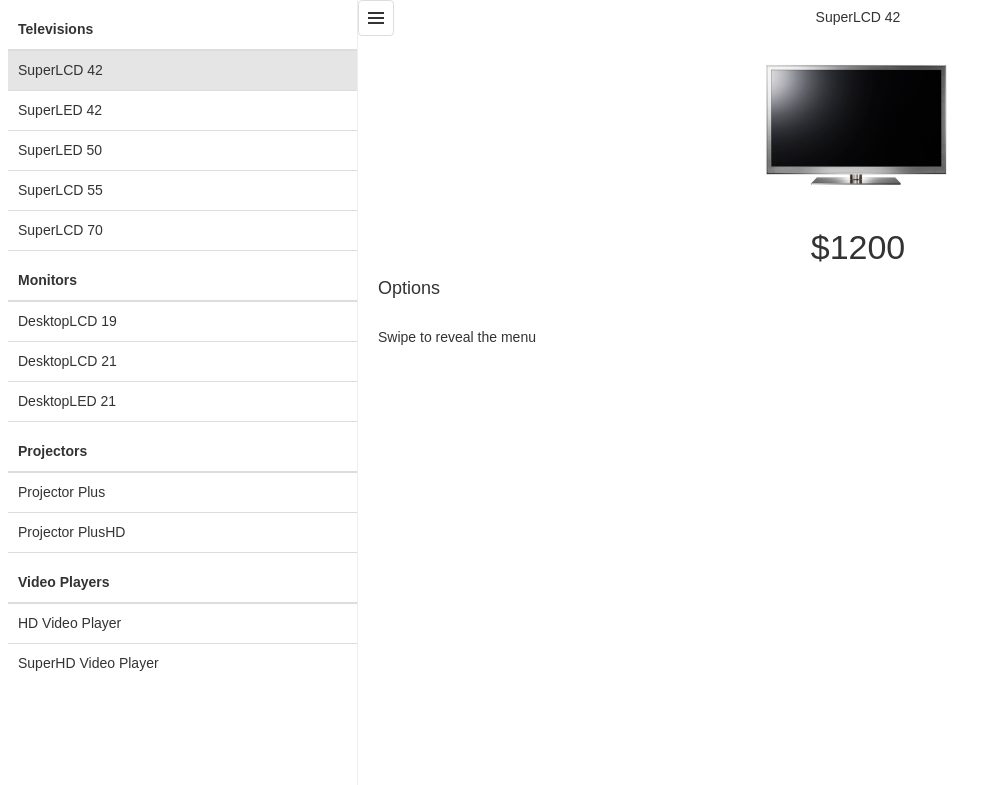 Televisions
SuperLCD 42
SuperLED 42
SuperLED 50
SuperLCD 55
SuperLCD 70
Monitors
DesktopLCD 19
DesktopLCD 21
DesktopLED 21
Projectors
Projector Plus
Projector PlusHD
Video Players
HD Video Player
SuperHD Video Player
SuperLCD 42
$1200
Options
Swipe to reveal the menu